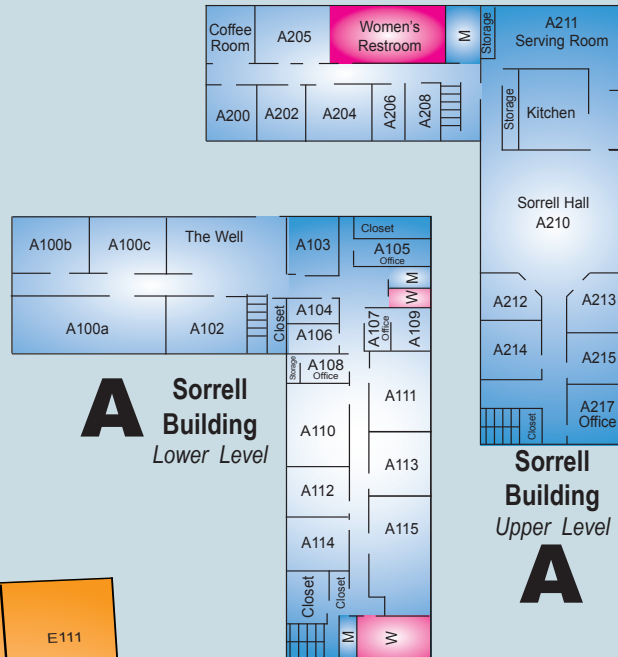 Coffee
Room
A205
Women's
Restroom
M
Storage
A211
Serving Room
A200
A202
A204
A206
A208
Storage
Kitchen
Sorrell Hall
A210
A212
A213
A214
A215
A217
Office
Closet
Sorrell
Building
Upper Level
A
A100b
A100c
The Well
A103
Closet
A105
Office
M
W
A100a
A102
Closet
A104
A106
A107
Office
A109
Storage
A108
Office
A111
A110
A113
A112
A115
A114
Closet
Closet
M
W
A
Sorrell
Building
Lower Level
E111